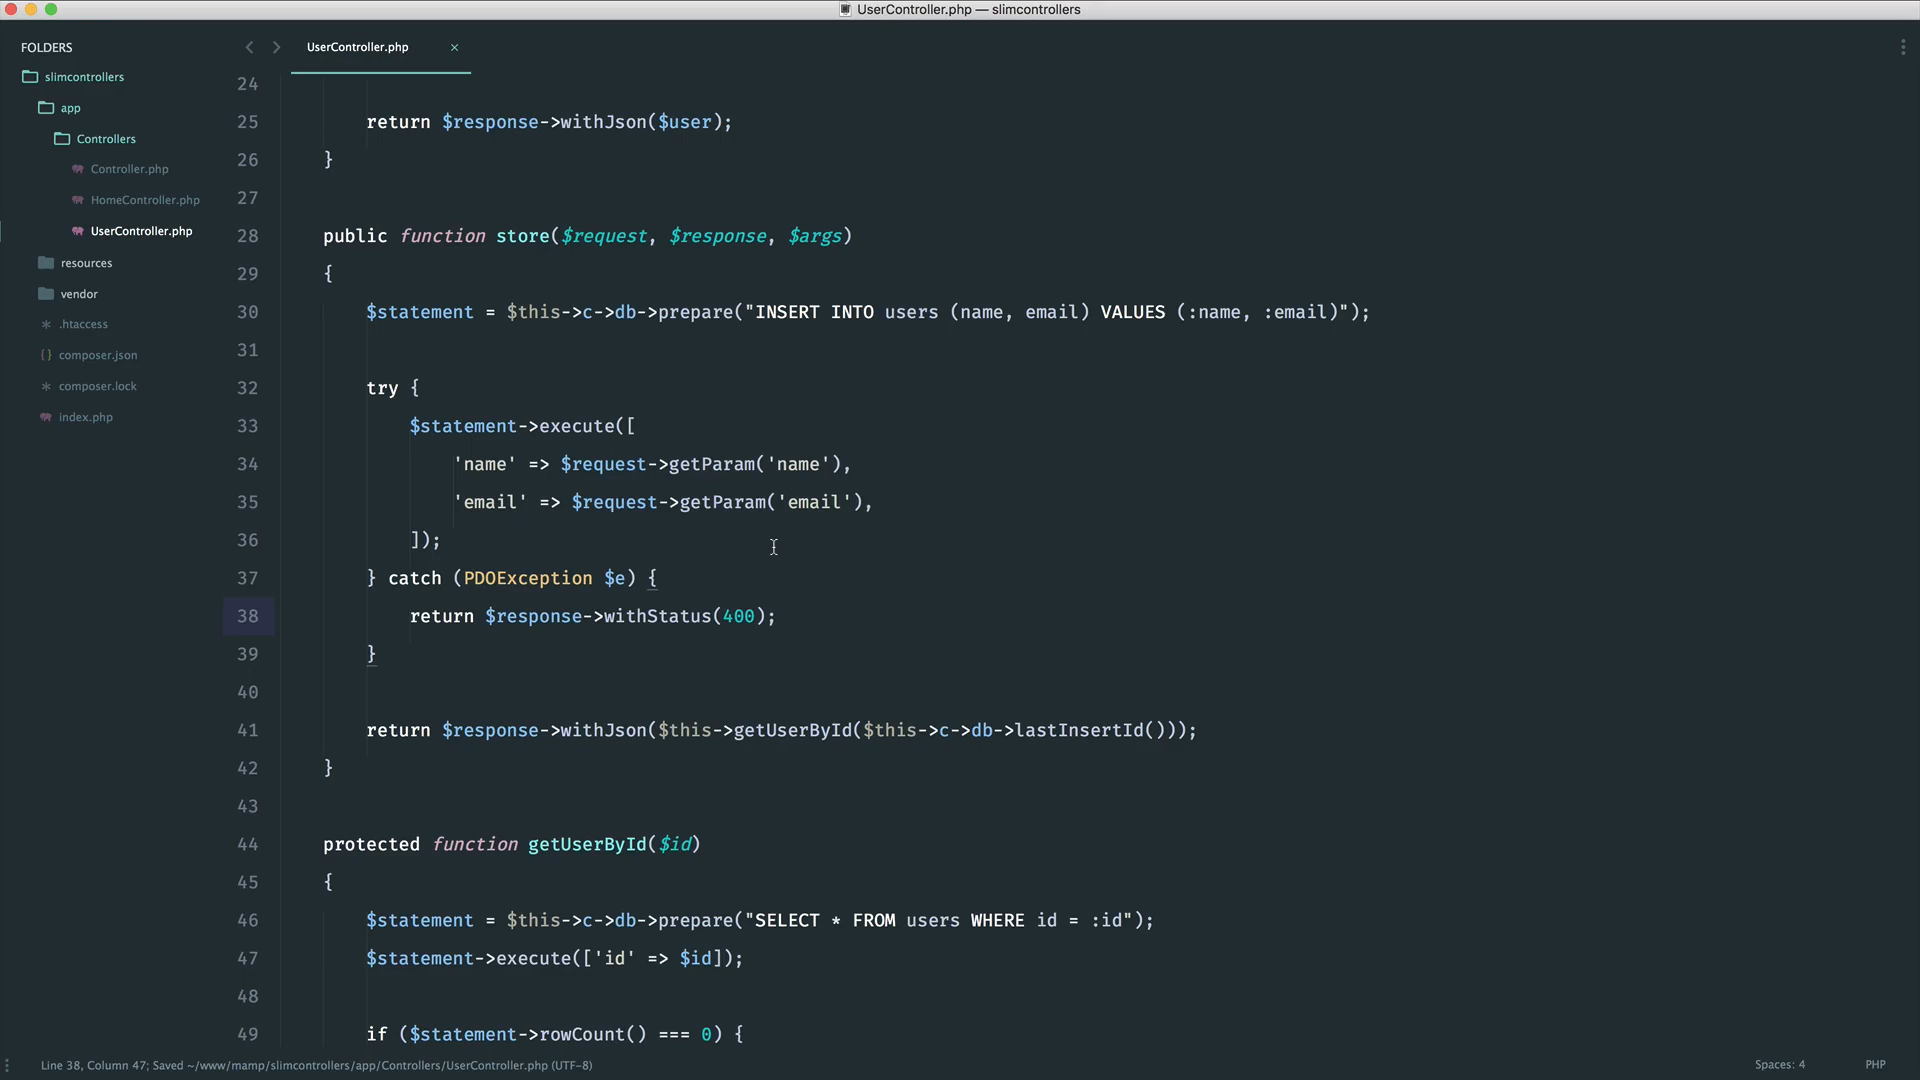 UserController.php — slimcontrollers
FOLDERS
slimcontrollers
app
Controllers
Controller.php
HomeController.php
UserController.php
resources
vendor
.htaccess
composer.json
composer.lock
index.php
UserController.php ×
24
25 return $response->withJson($user);
26 }
27
28 public function store($request, $response, $args)
29 {
30 $statement = $this->c->db->prepare("INSERT INTO users (name, email) VALUES (:name, :email)");
31
32 try {
33 $statement->execute([
34 'name' => $request->getParam('name'),
35 'email' => $request->getParam('email'),
36 ]);
37 } catch (PDOException $e) {
38 return $response->withStatus(400);
39 }
40
41 return $response->withJson($this->getUserById($this->c->db->lastInsertId()));
42 }
43
44 protected function getUserById($id)
45 {
46 $statement = $this->c->db->prepare("SELECT * FROM users WHERE id = :id");
47 $statement->execute(['id' => $id]);
48
49 if ($statement->rowCount() === 0) {
Line 38, Column 47; Saved ~/www/mamp/slimcontrollers/app/Controllers/UserController.php (UTF-8)
Spaces: 4
PHP